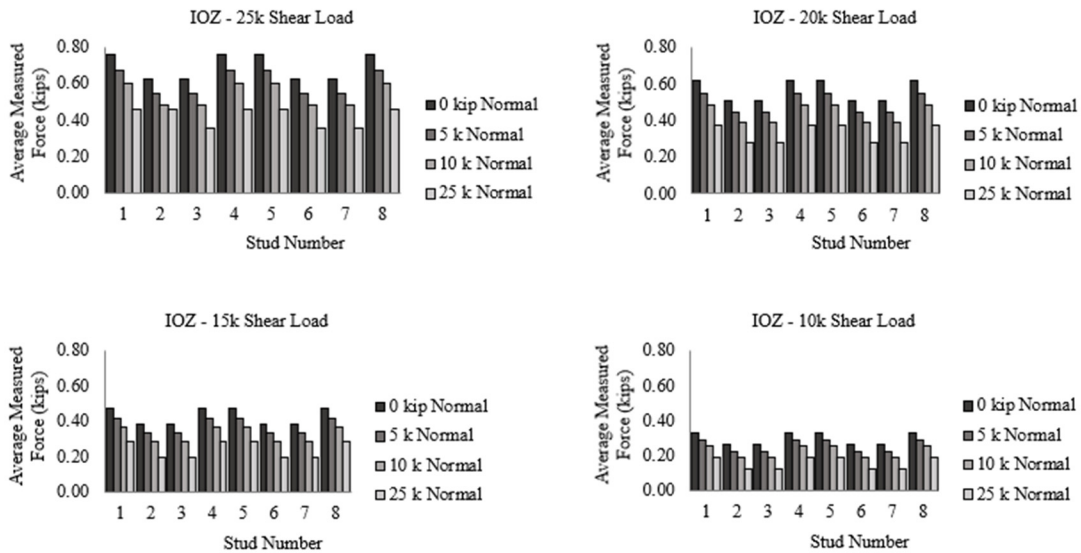 IOZ - 25k Shear Load
Average Measured
Force (kips)
0.80
0.60
0.40
0.20
0.00
1 2 3 4 5 6 7 8
Stud Number
0 kip Normal
5 k Normal
10 k Normal
25 k Normal
IOZ - 20k Shear Load
Average Measured
Force (kips)
0.80
0.60
0.40
0.20
0.00
1 2 3 4 5 6 7 8
Stud Number
0 kip Normal
5 k Normal
10 k Normal
25 k Normal
IOZ - 15k Shear Load
Average Measured
Force (kips)
0.80
0.60
0.40
0.20
0.00
1 2 3 4 5 6 7 8
Stud Number
0 kip Normal
5 k Normal
10 k Normal
25 k Normal
IOZ - 10k Shear Load
Average Measured
Force (kips)
0.80
0.60
0.40
0.20
0.00
1 2 3 4 5 6 7 8
Stud Number
0 kip Normal
5 k Normal
10 k Normal
25 k Normal